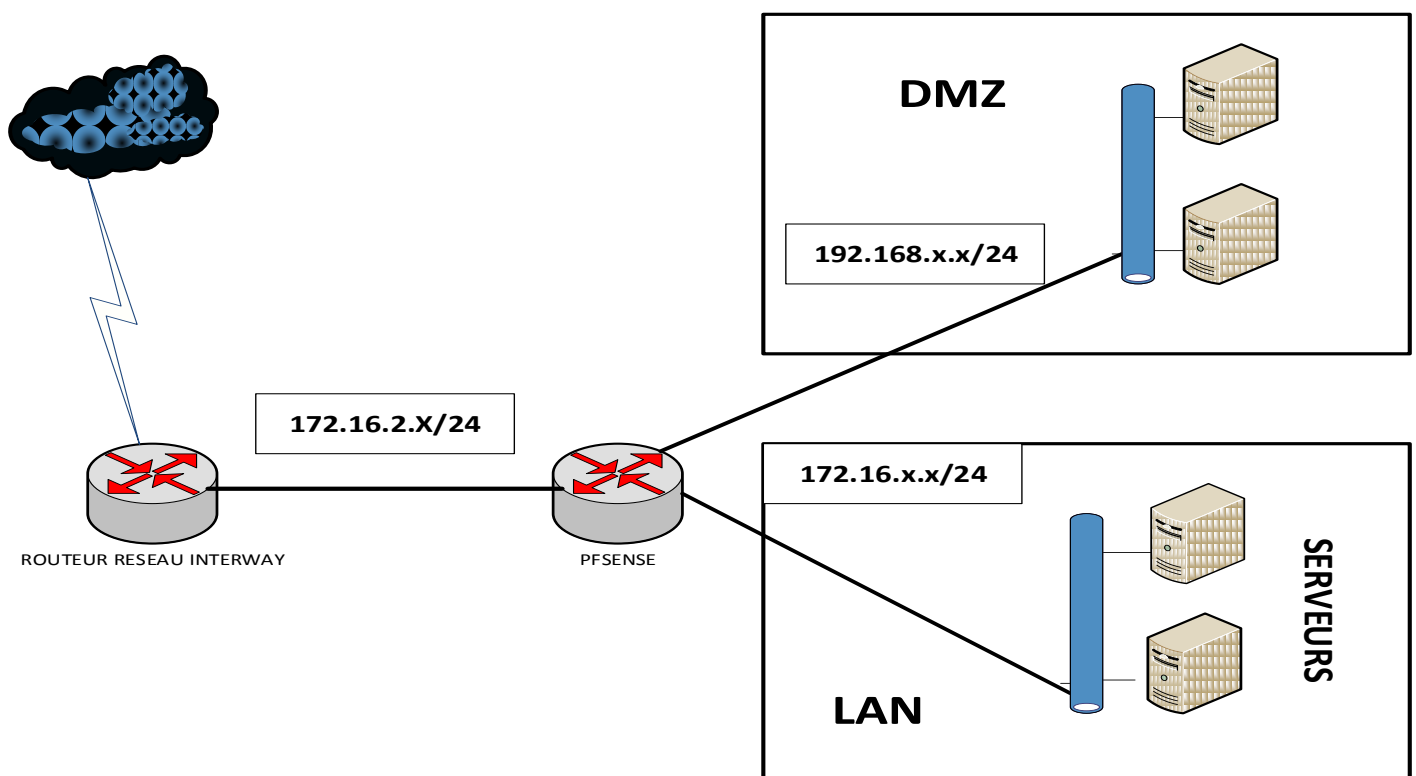 DMZ
192.168.x.x/24
172.16.2.X/24
172.16.x.x/24
ROUTEUR RESEAU INTERWAY
PFSENSE
SERVEURS
LAN